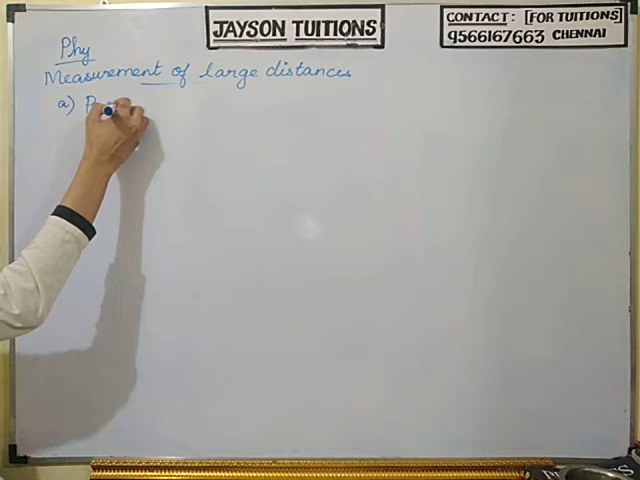 JAYSON TUITIONS
CONTACT: [FOR TUITIONS]
9566167663 CHENNAI
Phy
Measurement of large distances
a)